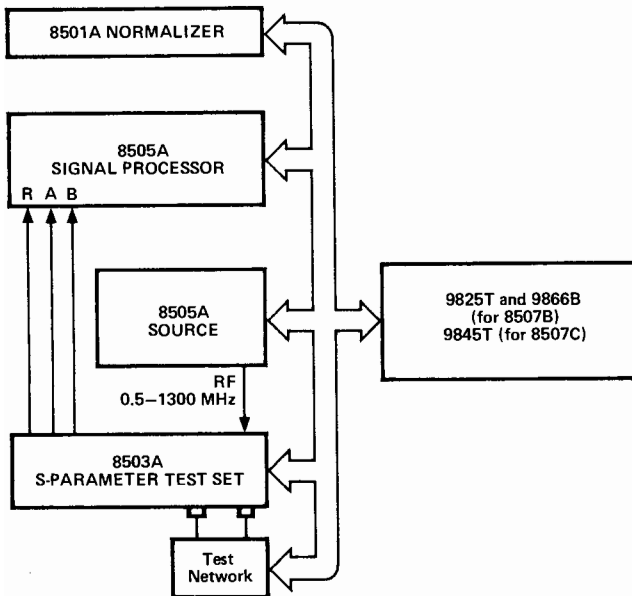 8501A NORMALIZER
8505A
SIGNAL PROCESSOR
R A B
8505A
SOURCE
RF
0.5–1300 MHz
9825T and 9866B
(for 8507B)
9845T (for 8507C)
8503A
S-PARAMETER TEST SET
Test
Network